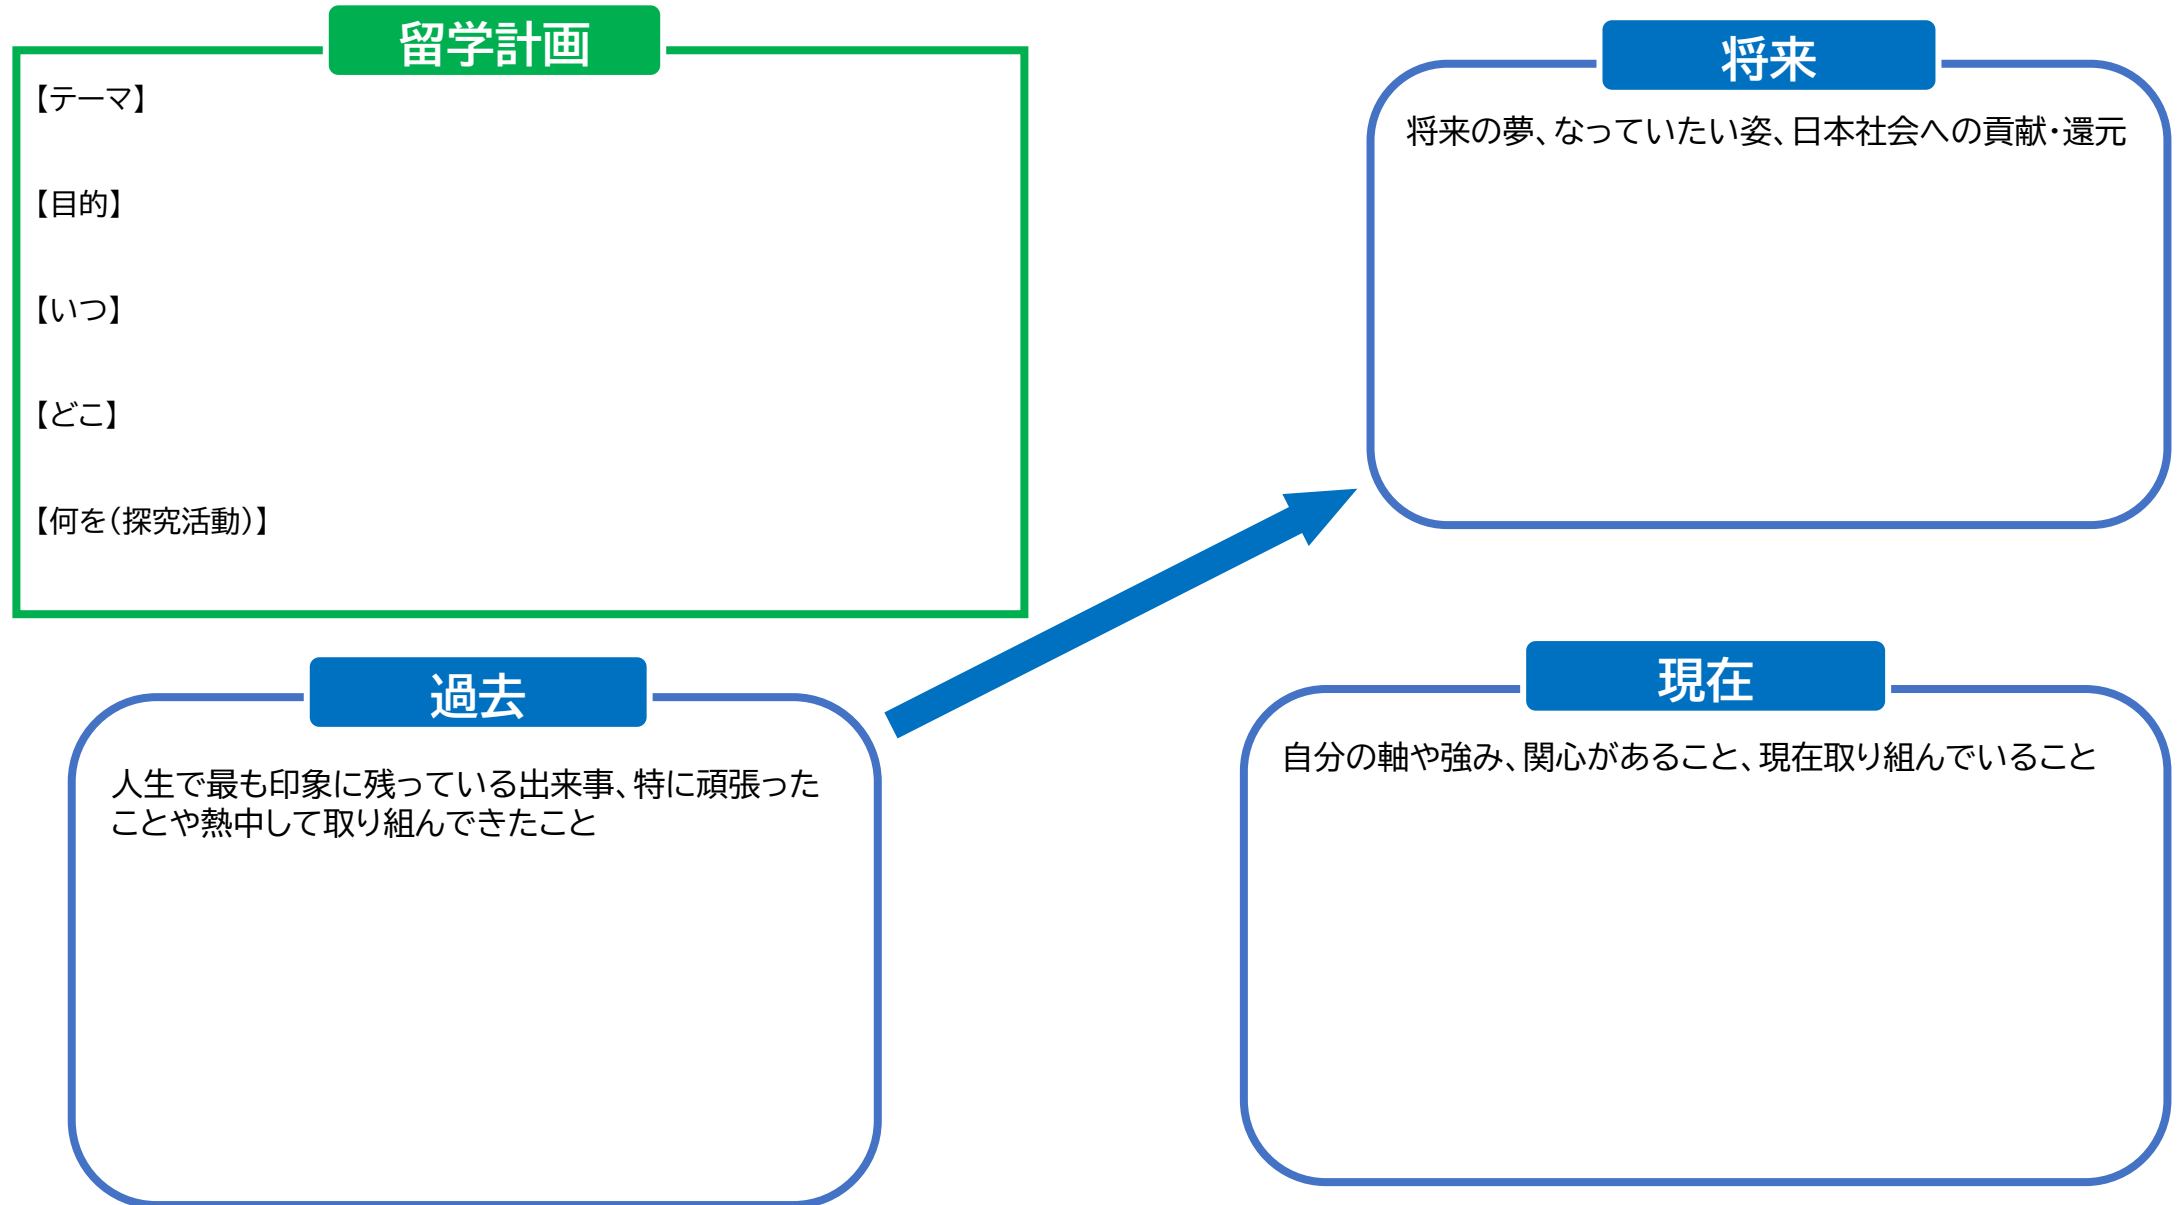 留学計画
【テーマ】
【目的】
【いつ】
【どこ】
【何を(探究活動)】
将来
将来の夢、なっていたい姿、日本社会への貢献・還元
過去
人生で最も印象に残っている出来事、特に頑張った
ことや熱中して取り組んできたこと
現在
自分の軸や強み、関心があること、現在取り組んでいること